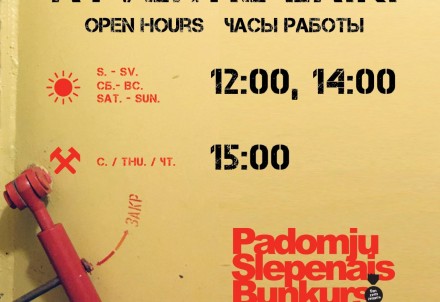 OPEN HOURS ЧАСЫ РАБОТЫ
S. - SV.
СБ.- ВС.
SAT. - SUN.
12:00, 14:00
C. / THU. / ЧТ.
15:00
ЗАКР
Padomju
Slepenais
Bunkurs